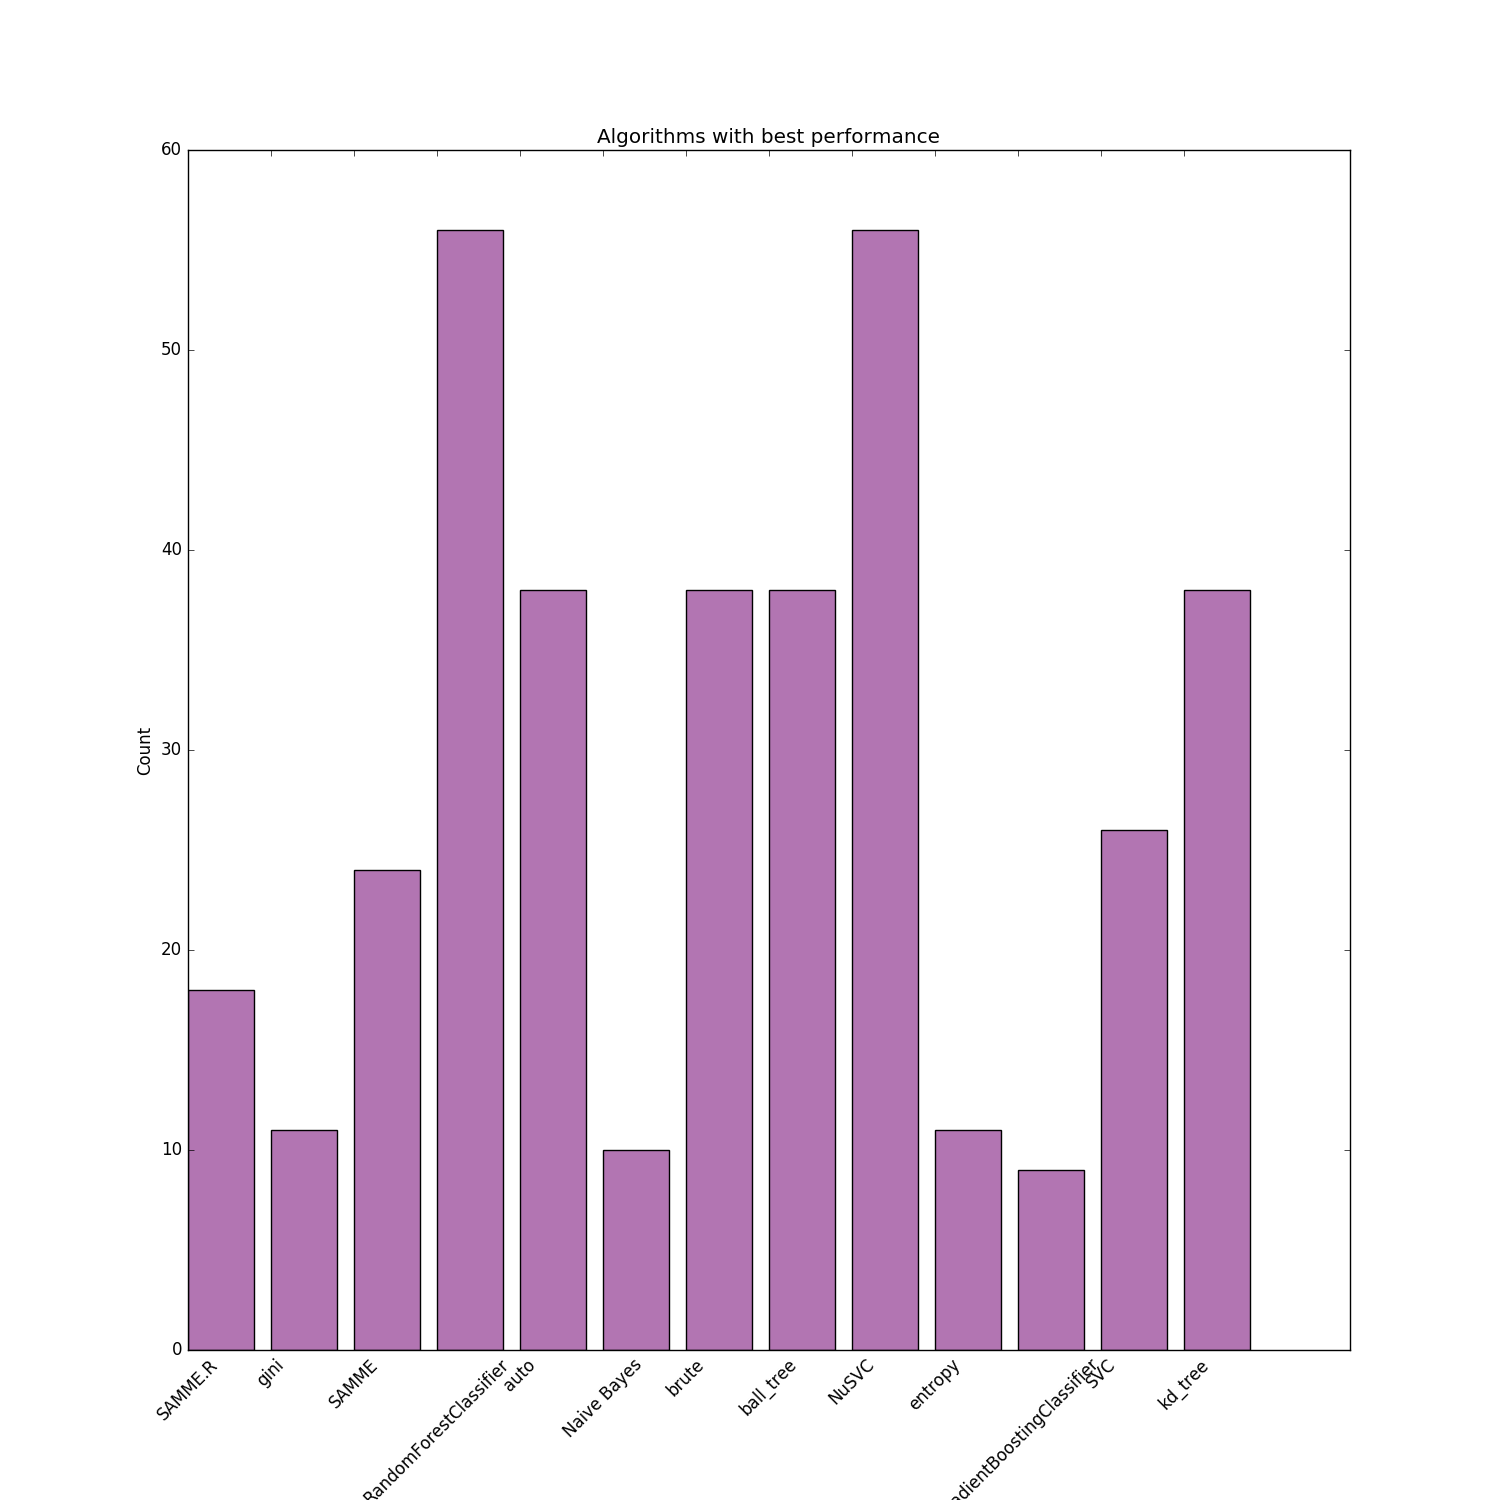 Algorithms with best performance
60
50
40
30
20
10
0
Count
SAMME.R
gini
SAMME
RandomForestClassifier
auto
Naive Bayes
brute
ball_tree
NuSVC
entropy
edientBoostingClassifier
SVC
kd_tree